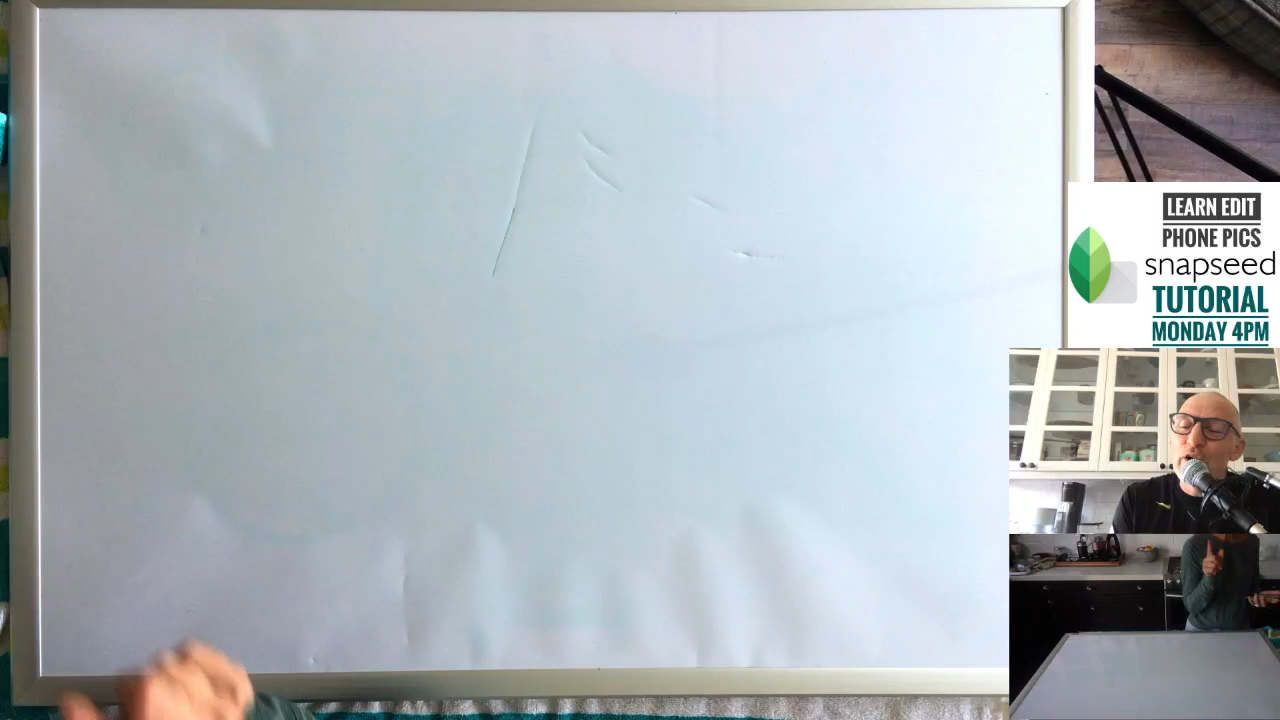 LEARN EDIT
PHONE PICS
snapseed
TUTORIAL
MONDAY 4PM